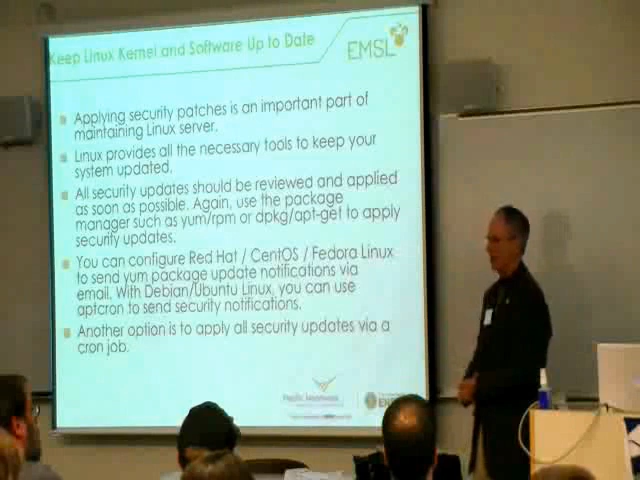 Keep Linux Kernel and Software Up to Date
EMSL
Applying security patches is an important part of
maintaining Linux server.
Linux provides all the necessary tools to keep your
system updated.
All security updates should be reviewed and applied
as soon as possible. Again, use the package
manager such as yum/rpm or dpkg/apt-get to apply
security updates.
You can configure Red Hat / CentOS / Fedora Linux
to send yum package update notifications via
email. With Debian/Ubuntu Linux, you can use
aptcron to send security notifications.
Another option is to apply all security updates via a
cron job.
Pacific Northwest